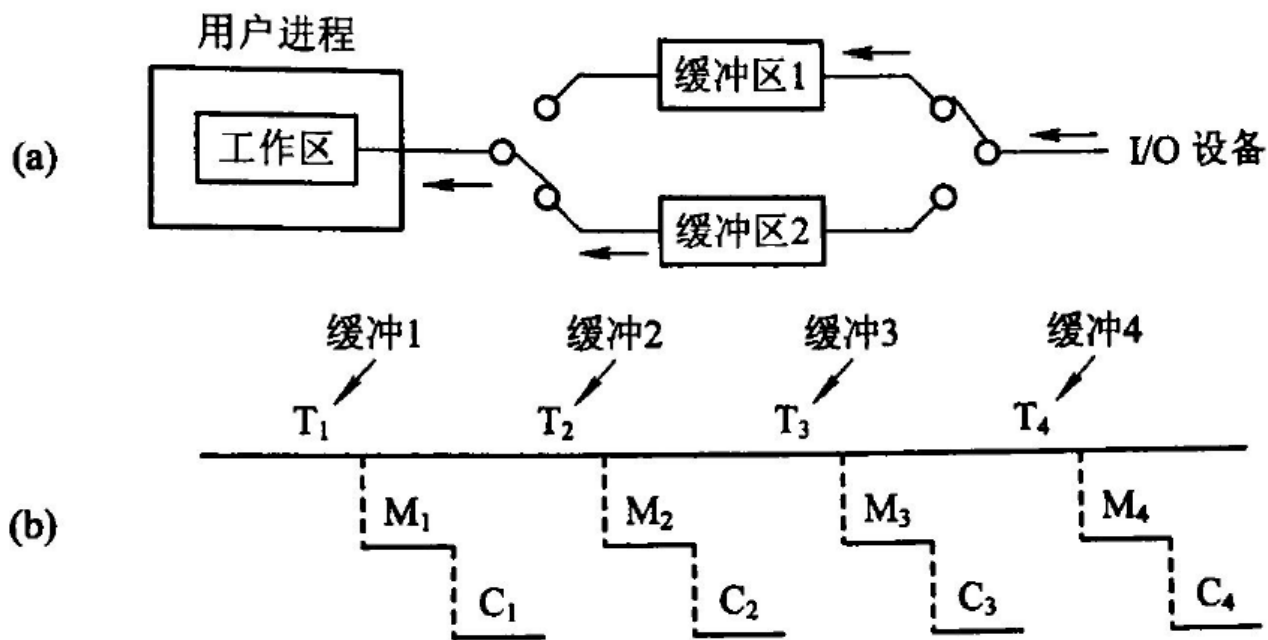 用户进程
缓冲区1
(a)
工作区
I/O 设备
缓冲区2
缓冲1 缓冲2 缓冲3 缓冲4
T₁ T₂ T₃ T₄
(b)
M₁ M₂ M₃ M₄
C₁ C₂ C₃ C₄